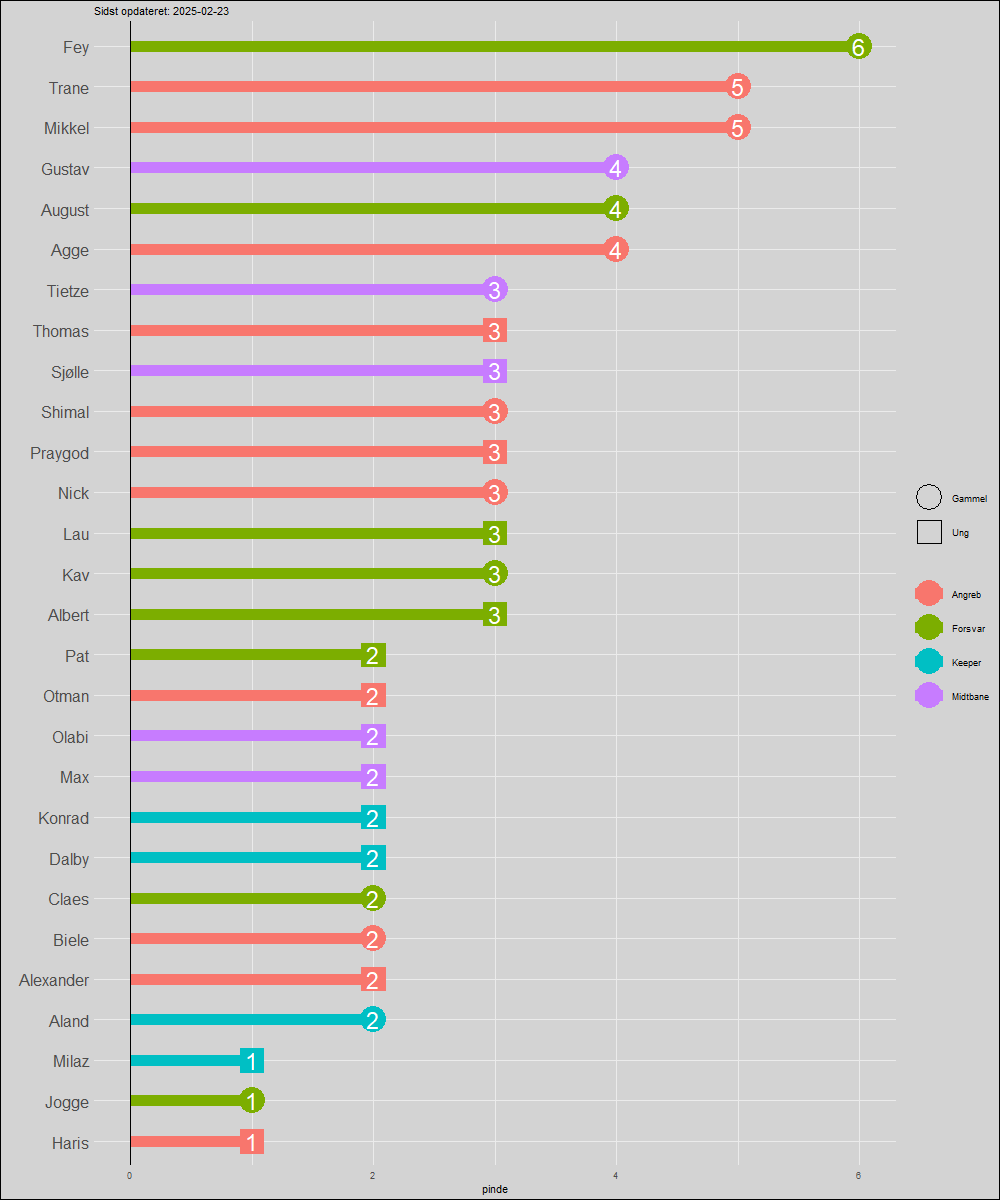 Sidst opdateret: 2025-02-23
Fey 6
Trane 5
Mikkel 5
Gustav 4
August 4
Agge 4
Tietze 3
Thomas 3
Sjølle 3
Shimal 3
Praygod 3
Nick 3
Lau 3
Kav 3
Albert 3
Pat 2
Otman 2
Olabi 2
Max 2
Konrad 2
Dalby 2
Claes 2
Biele 2
Alexander 2
Aland 2
Milaz 1
Jogge 1
Haris 1
0 2 4 6
pinde
Gammel
Ung
Angreb
Forsvar
Keeper
Midtbane